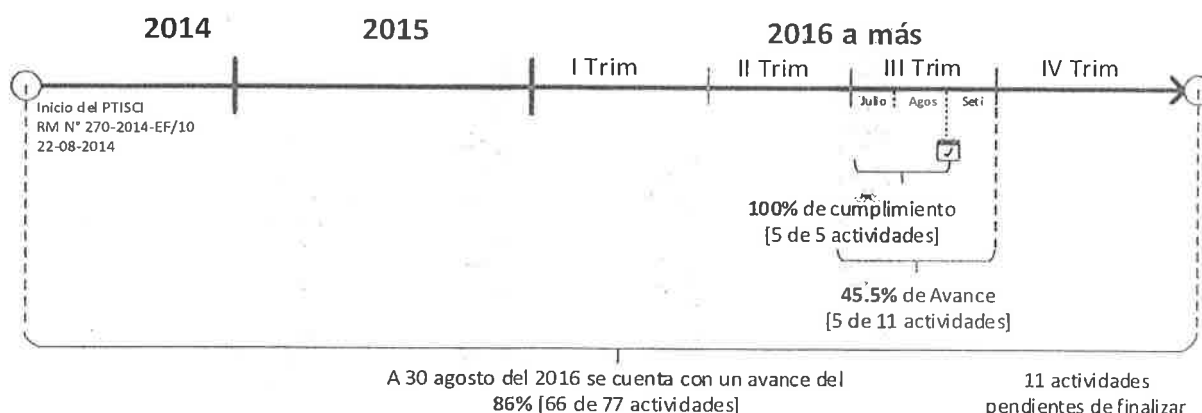 2014
2015
2016 a más
I Trim
II Trim
III Trim
IV Trim
Julio
Agos
Seti
Inicio del PTISCI
RM N° 270-2014-EF/10
22-08-2014
100% de cumplimiento
[5 de 5 actividades]
45.5% de Avance
[5 de 11 actividades]
A 30 agosto del 2016 se cuenta con un avance del
86% [66 de 77 actividades]
11 actividades
pendientes de finalizar